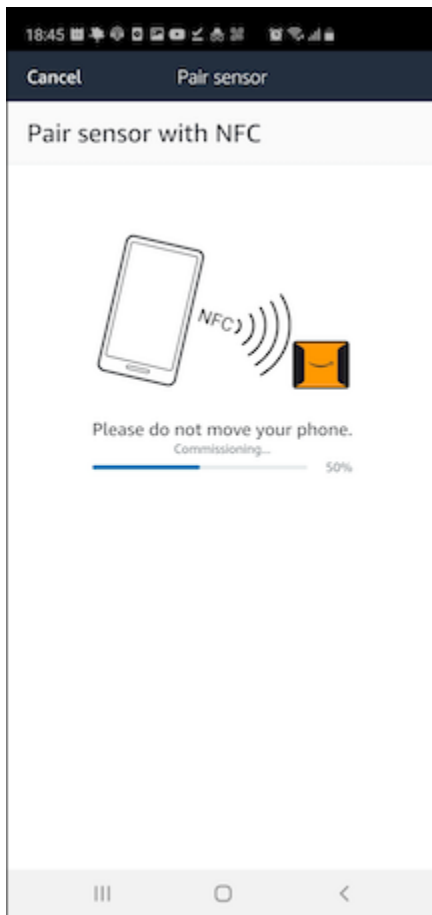 18:45
Cancel Pair sensor
Pair sensor with NFC
NFC
Please do not move your phone.
Commissioning...
50%